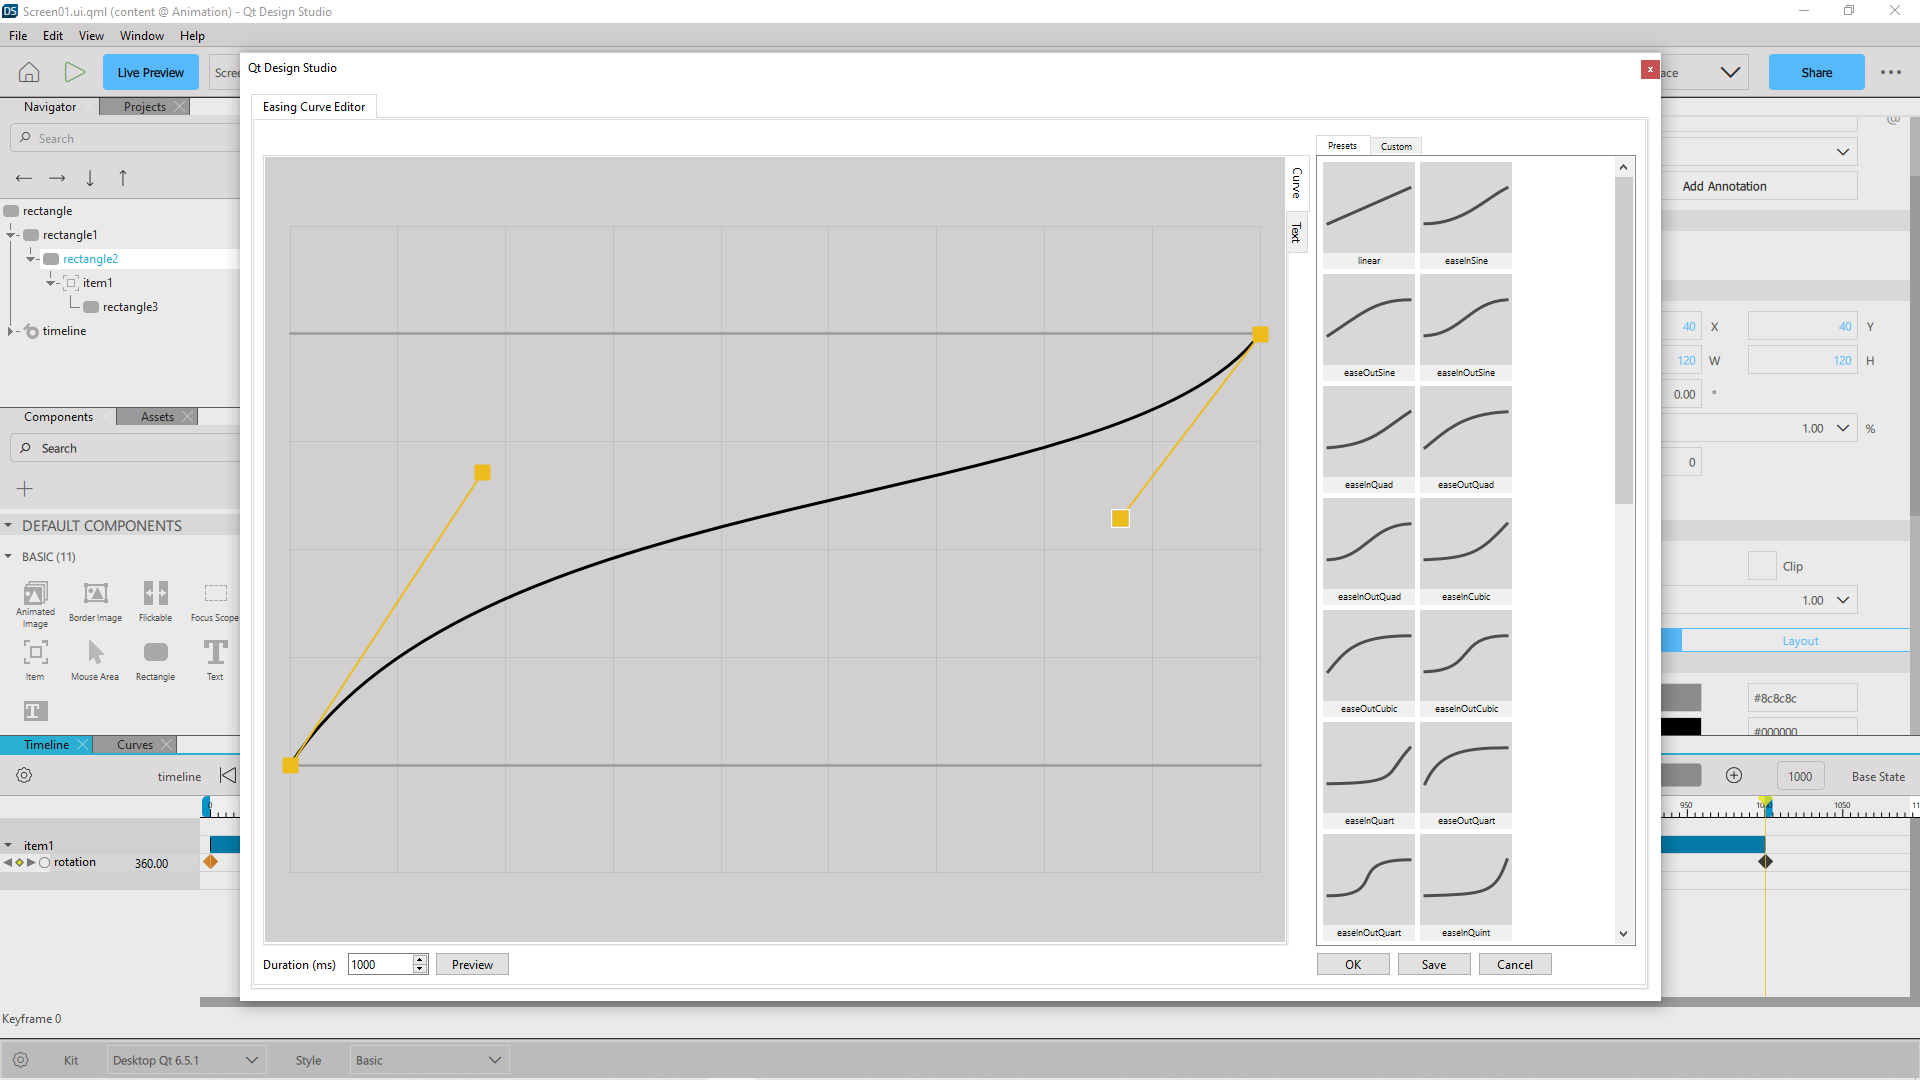 DS Screen01.ui.qml (content @ Animation) - Qt Design Studio
File Edit View Window Help
Live Preview
Share
Qt Design Studio
Easing Curve Editor
Navigator Projects
Search
rectangle
rectangle1
rectangle2
item1
rectangle3
timeline
Components Assets
Search
DEFAULT COMPONENTS
BASIC (11)
Animated Image
Border Image
Flickable
Focus Scope
Item
Mouse Area
Rectangle
Text
Curve
Text
Presets Custom
linear easeInSine
easeOutSine easeInOutSine
easeInQuad easeOutQuad
easeInOutQuad easeInCubic
easeOutCubic easeInOutCubic
easeInQuart easeOutQuart
easeInOutQuart easeInQuint
Duration (ms) 1000 Preview
OK Save Cancel
@
Add Annotation
40 X 40 Y
120 W 120 H
0.00 °
1.00 %
0
Clip
1.00
Layout
#8c8c8c
#000000
Timeline Curves
timeline
1000 Base State
0 950 1050
item1
rotation 360.00
Keyframe 0
Kit Desktop Qt 6.5.1 Style Basic